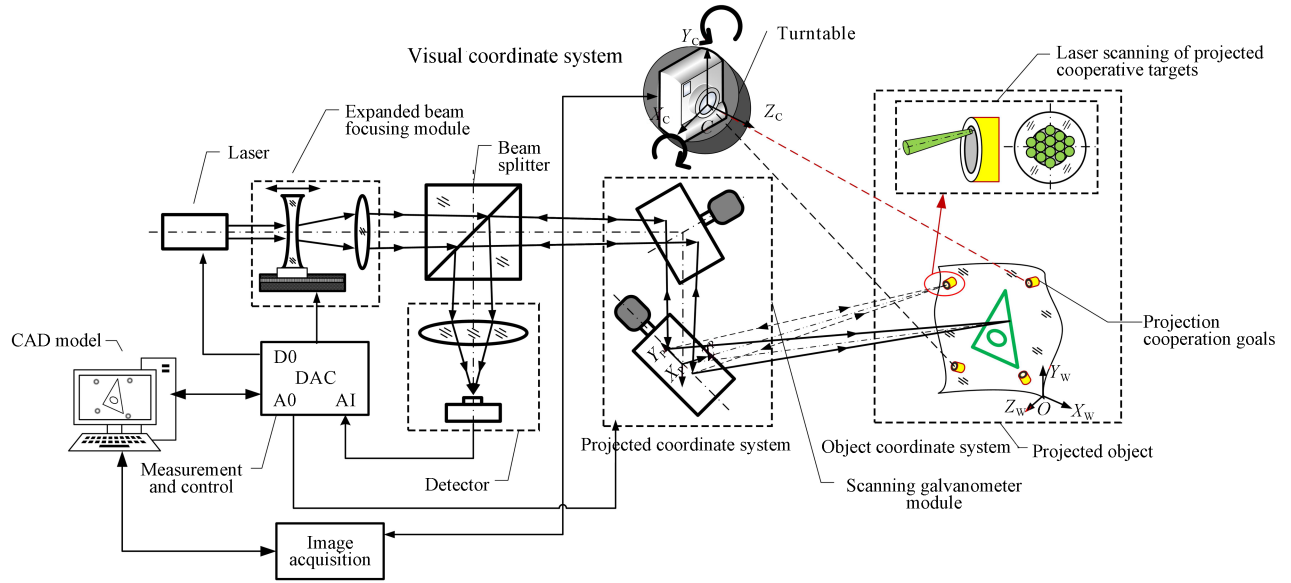 Visual coordinate system
Y_C
X_C
Z_C
C
Turntable
Laser scanning of projected
cooperative targets
Expanded beam
focusing module
Laser
Beam
splitter
CAD model
D0
DAC
A0
AI
Measurement
and control
Detector
Image
acquisition
Projected coordinate system
Scanning galvanometer
module
Object coordinate system
Projected object
Projection
cooperation goals
Y_W
Z_W
O
X_W